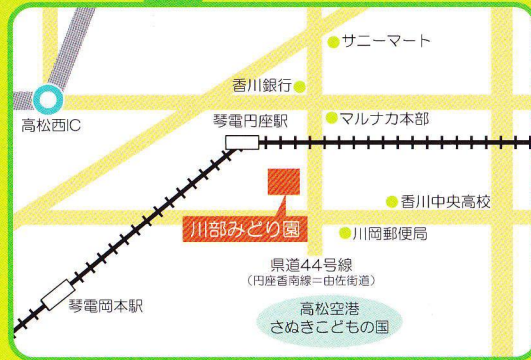 サニーマート
香川銀行
高松西IC
琴電円座駅
マルナカ本部
香川中央高校
川部みどり園
川岡郵便局
県道44号線
(円座香南線=由佐街道)
琴電岡本駅
高松空港
さぬきこどもの国